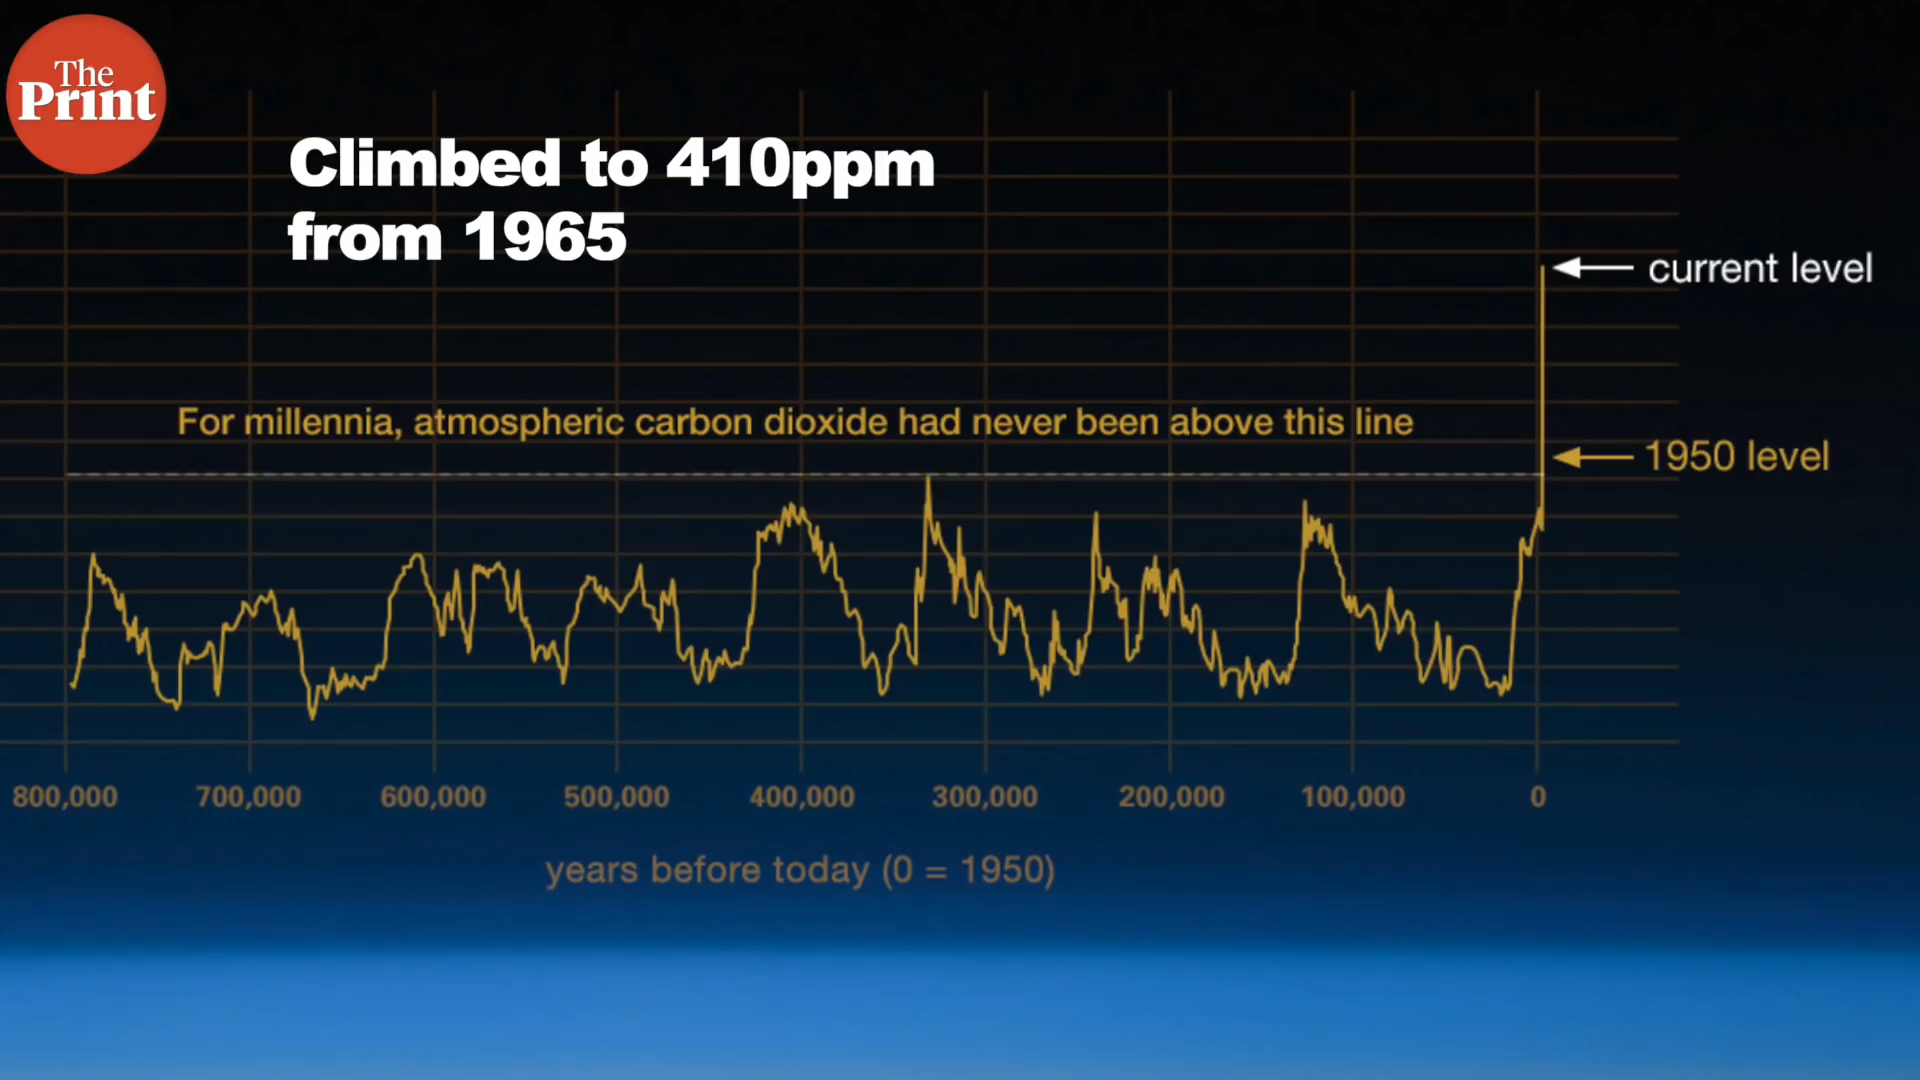 The
Print
Climbed to 410ppm
from 1965
current level
For millennia, atmospheric carbon dioxide had never been above this line
1950 level
800,000 700,000 600,000 500,000 400,000 300,000 200,000 100,000 0
years before today (0 = 1950)